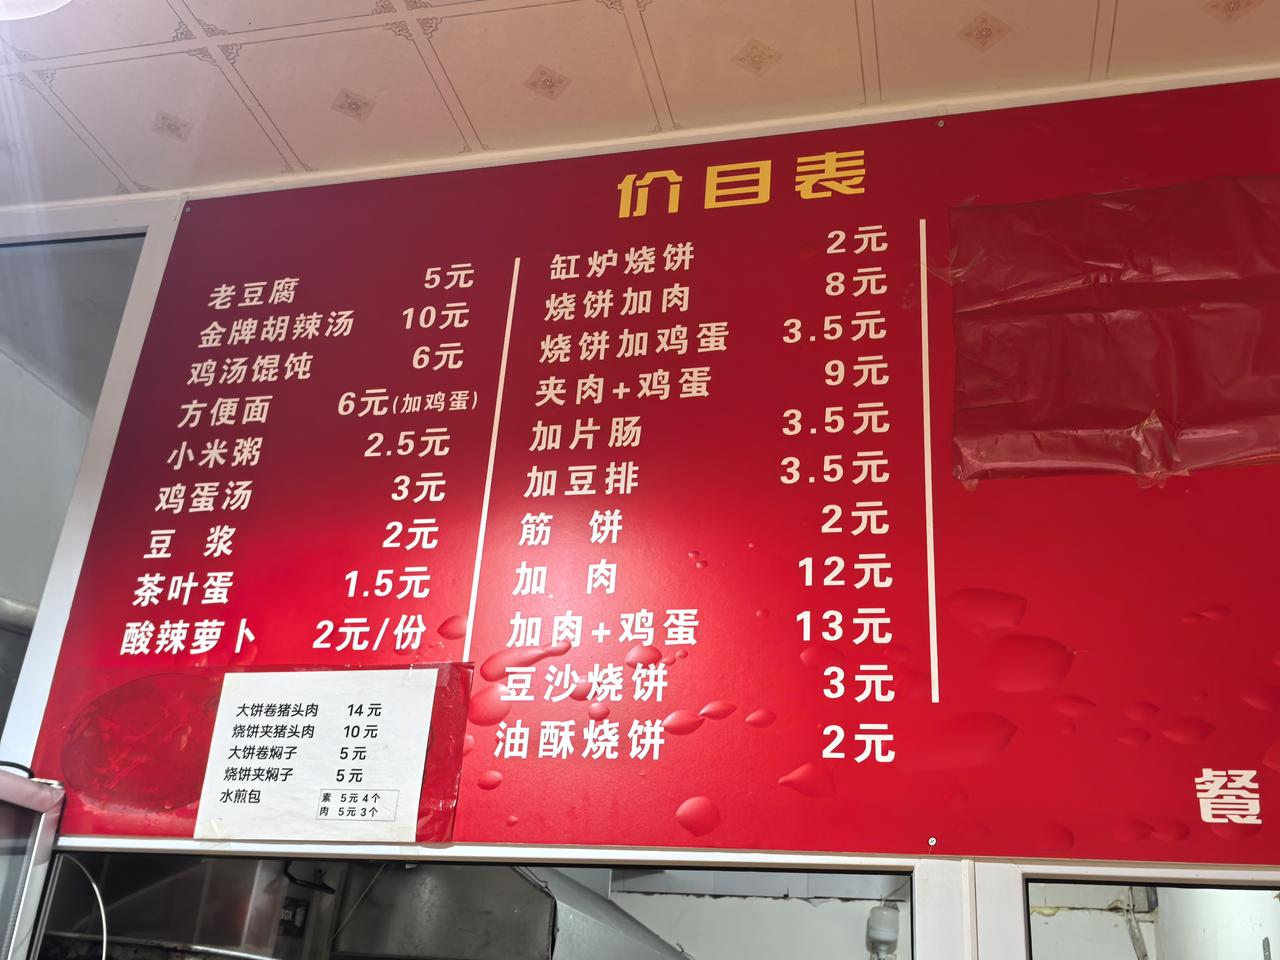 价目表
老豆腐 5元
金牌胡辣汤 10元
鸡汤馄饨 6元
方便面 6元(加鸡蛋)
小米粥 2.5元
鸡蛋汤 3元
豆 浆 2元
茶叶蛋 1.5元
酸辣萝卜 2元/份
大饼卷猪头肉 14元
烧饼夹猪头肉 10元
大饼卷焖子 5元
烧饼夹焖子 5元
水煎包 素 5元4个
肉 5元3个
缸炉烧饼 2元
烧饼加肉 8元
烧饼加鸡蛋 3.5元
夹肉+鸡蛋 9元
加片肠 3.5元
加豆排 3.5元
筋 饼 2元
加 肉 12元
加肉+鸡蛋 13元
豆沙烧饼 3元
油酥烧饼 2元
餐